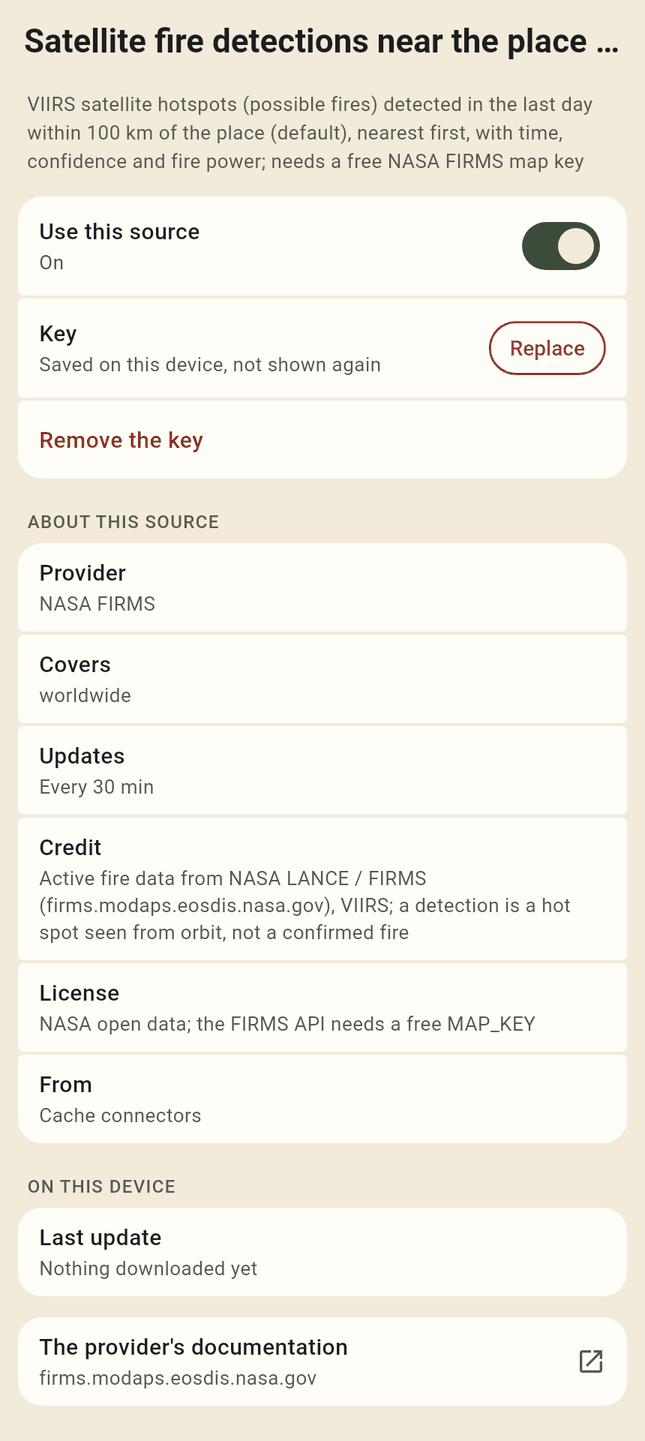 Satellite fire detections near the place ...
VIIRS satellite hotspots (possible fires) detected in the last day
within 100 km of the place (default), nearest first, with time,
confidence and fire power; needs a free NASA FIRMS map key
Use this source
On
Key
Saved on this device, not shown again
Replace
Remove the key
ABOUT THIS SOURCE
Provider
NASA FIRMS
Covers
worldwide
Updates
Every 30 min
Credit
Active fire data from NASA LANCE / FIRMS
(firms.modaps.eosdis.nasa.gov), VIIRS; a detection is a hot
spot seen from orbit, not a confirmed fire
License
NASA open data; the FIRMS API needs a free MAP_KEY
From
Cache connectors
ON THIS DEVICE
Last update
Nothing downloaded yet
The provider's documentation
firms.modaps.eosdis.nasa.gov